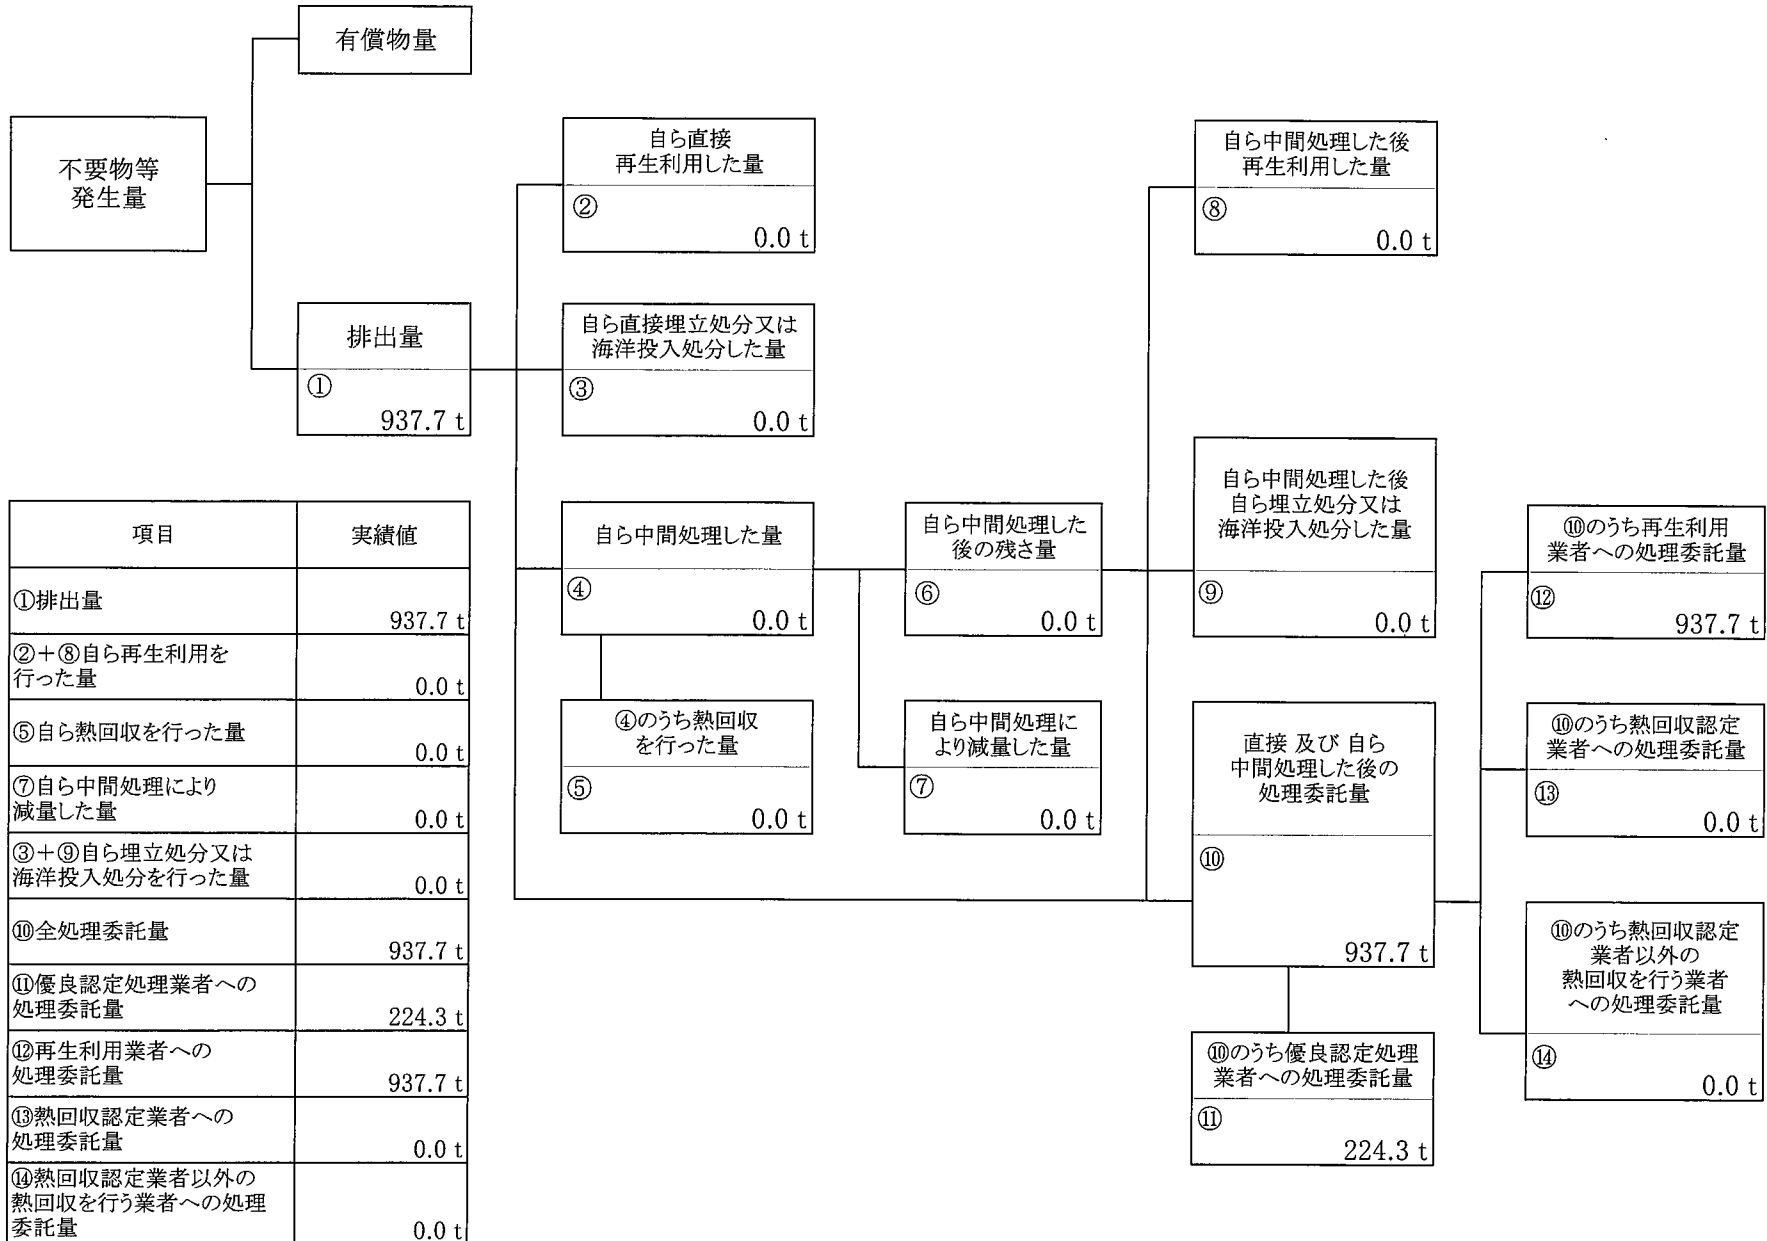 有償物量
不要物等
発生量
排出量
①
937.7 t
自ら直接
再生利用した量
②
0.0 t
自ら直接埋立処分又は
海洋投入処分した量
③
0.0 t
自ら中間処理した量
④
0.0 t
④のうち熱回収
を行った量
⑤
0.0 t
自ら中間処理した
後の残さ量
⑥
0.0 t
自ら中間処理に
より減量した量
⑦
0.0 t
自ら中間処理した後
再生利用した量
⑧
0.0 t
自ら中間処理した後
自ら埋立処分又は
海洋投入処分した量
⑨
0.0 t
直接 及び 自ら
中間処理した後の
処理委託量
⑩
937.7 t
⑩のうち優良認定処理
業者への処理委託量
⑪
224.3 t
⑩のうち再生利用
業者への処理委託量
⑫
937.7 t
⑩のうち熱回収認定
業者への処理委託量
⑬
0.0 t
⑩のうち熱回収認定
業者以外の
熱回収を行う業者
への処理委託量
⑭
0.0 t
項目 実績値
①排出量
937.7 t
②+⑧自ら再生利用を
行った量
0.0 t
⑤自ら熱回収を行った量
0.0 t
⑦自ら中間処理により
減量した量
0.0 t
③+⑨自ら埋立処分又は
海洋投入処分を行った量
0.0 t
⑩全処理委託量
937.7 t
⑪優良認定処理業者への
処理委託量
224.3 t
⑫再生利用業者への
処理委託量
937.7 t
⑬熱回収認定業者への
処理委託量
0.0 t
⑭熱回収認定業者以外の
熱回収を行う業者への処理
委託量
0.0 t